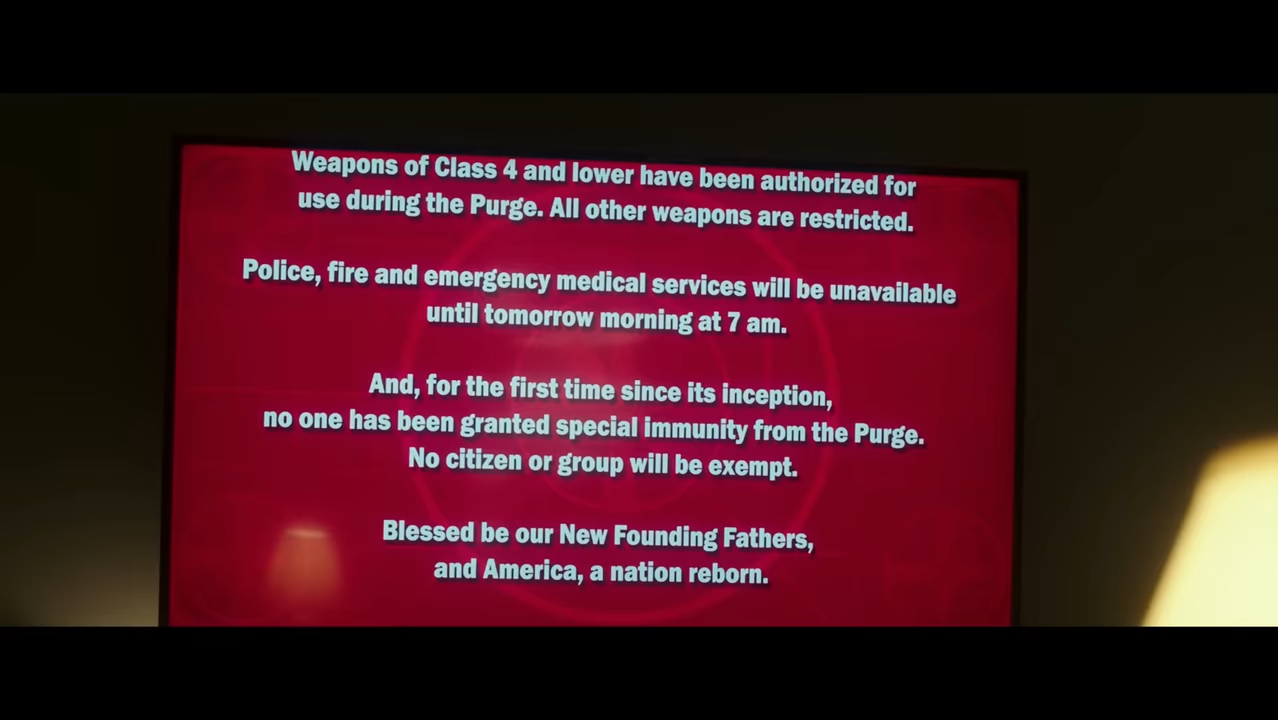 Weapons of Class 4 and lower have been authorized for
use during the Purge. All other weapons are restricted.
Police, fire and emergency medical services will be unavailable
until tomorrow morning at 7 am.
And, for the first time since its inception,
no one has been granted special immunity from the Purge.
No citizen or group will be exempt.
Blessed be our New Founding Fathers,
and America, a nation reborn.